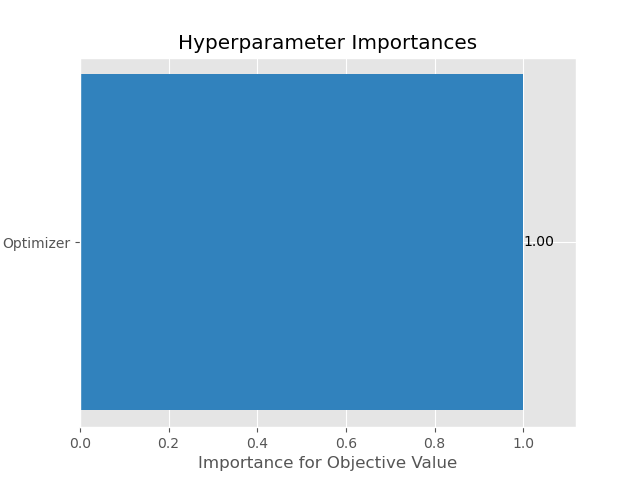 Hyperparameter Importances
Optimizer
1.00
0.0 0.2 0.4 0.6 0.8 1.0
Importance for Objective Value